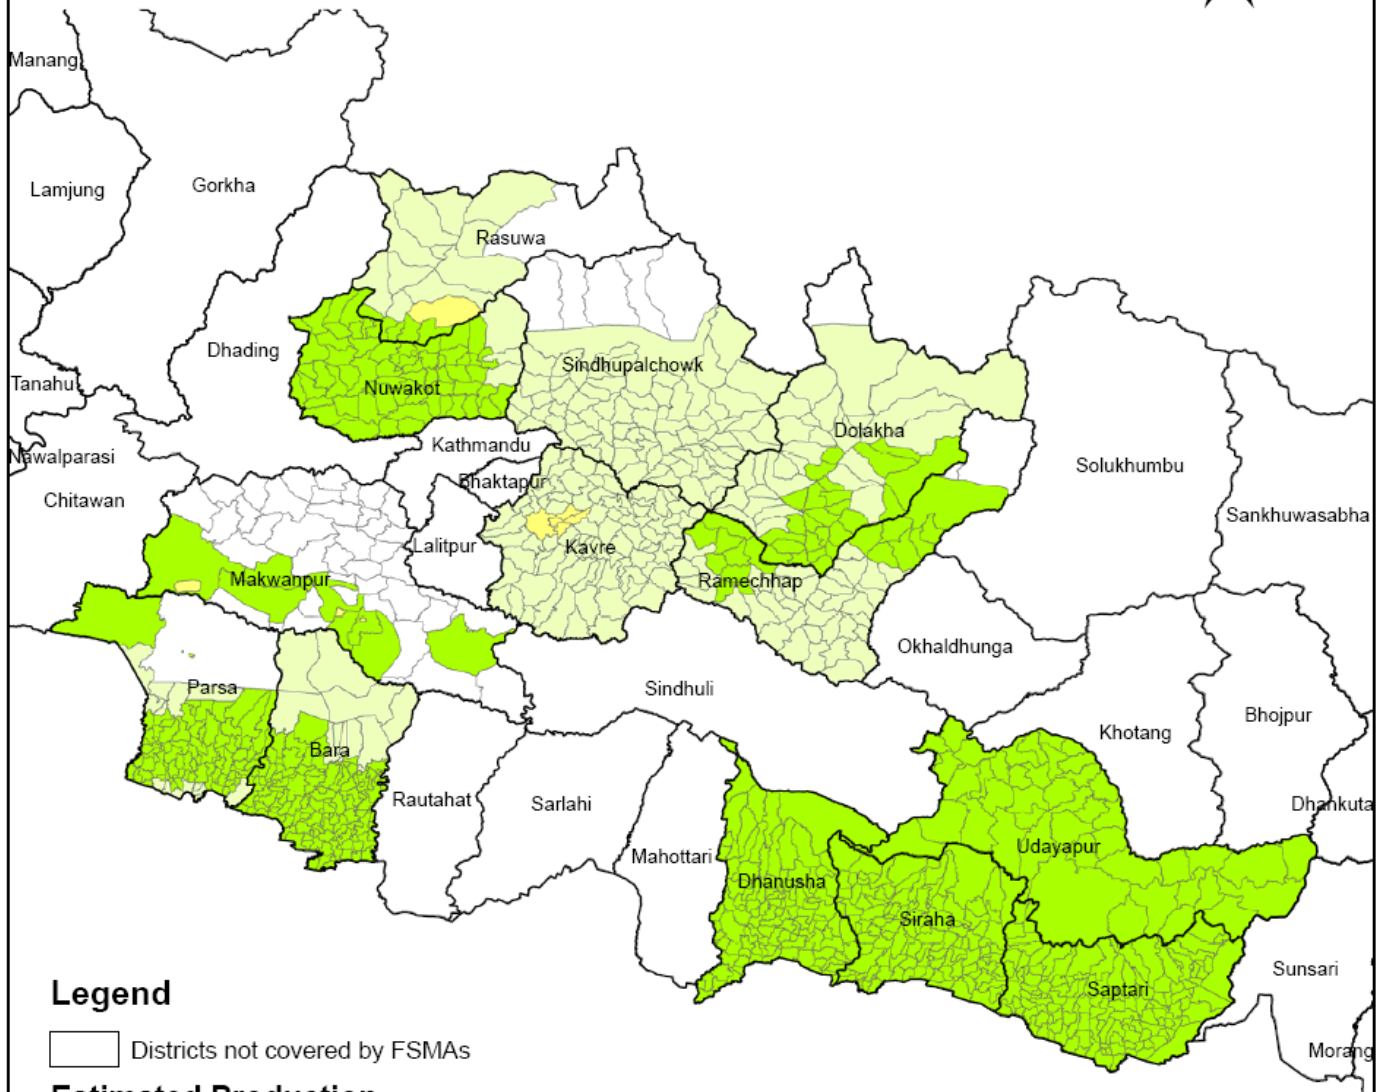 Manang
Lamjung
Gorkha
Rasuwa
Dhading
Sindhupalchowk
Tanahu
Nuwakot
Dolakha
Kathmandu
Nawalparasi
Solukhumbu
Bhaktapur
Chitawan
Sankhuwasabha
Lalitpur
Kavre
Makwanpur
Ramechhap
Okhaldhunga
Parsa
Sindhuli
Bhojpur
Khotang
Bara
Rautahat
Sarlahi
Dhankuta
Mahottari
Udayapur
Dhanusha
Siraha
Sunsari
Saptari
Legend
Morang
Districts not covered by FSMAs
Estimated Production